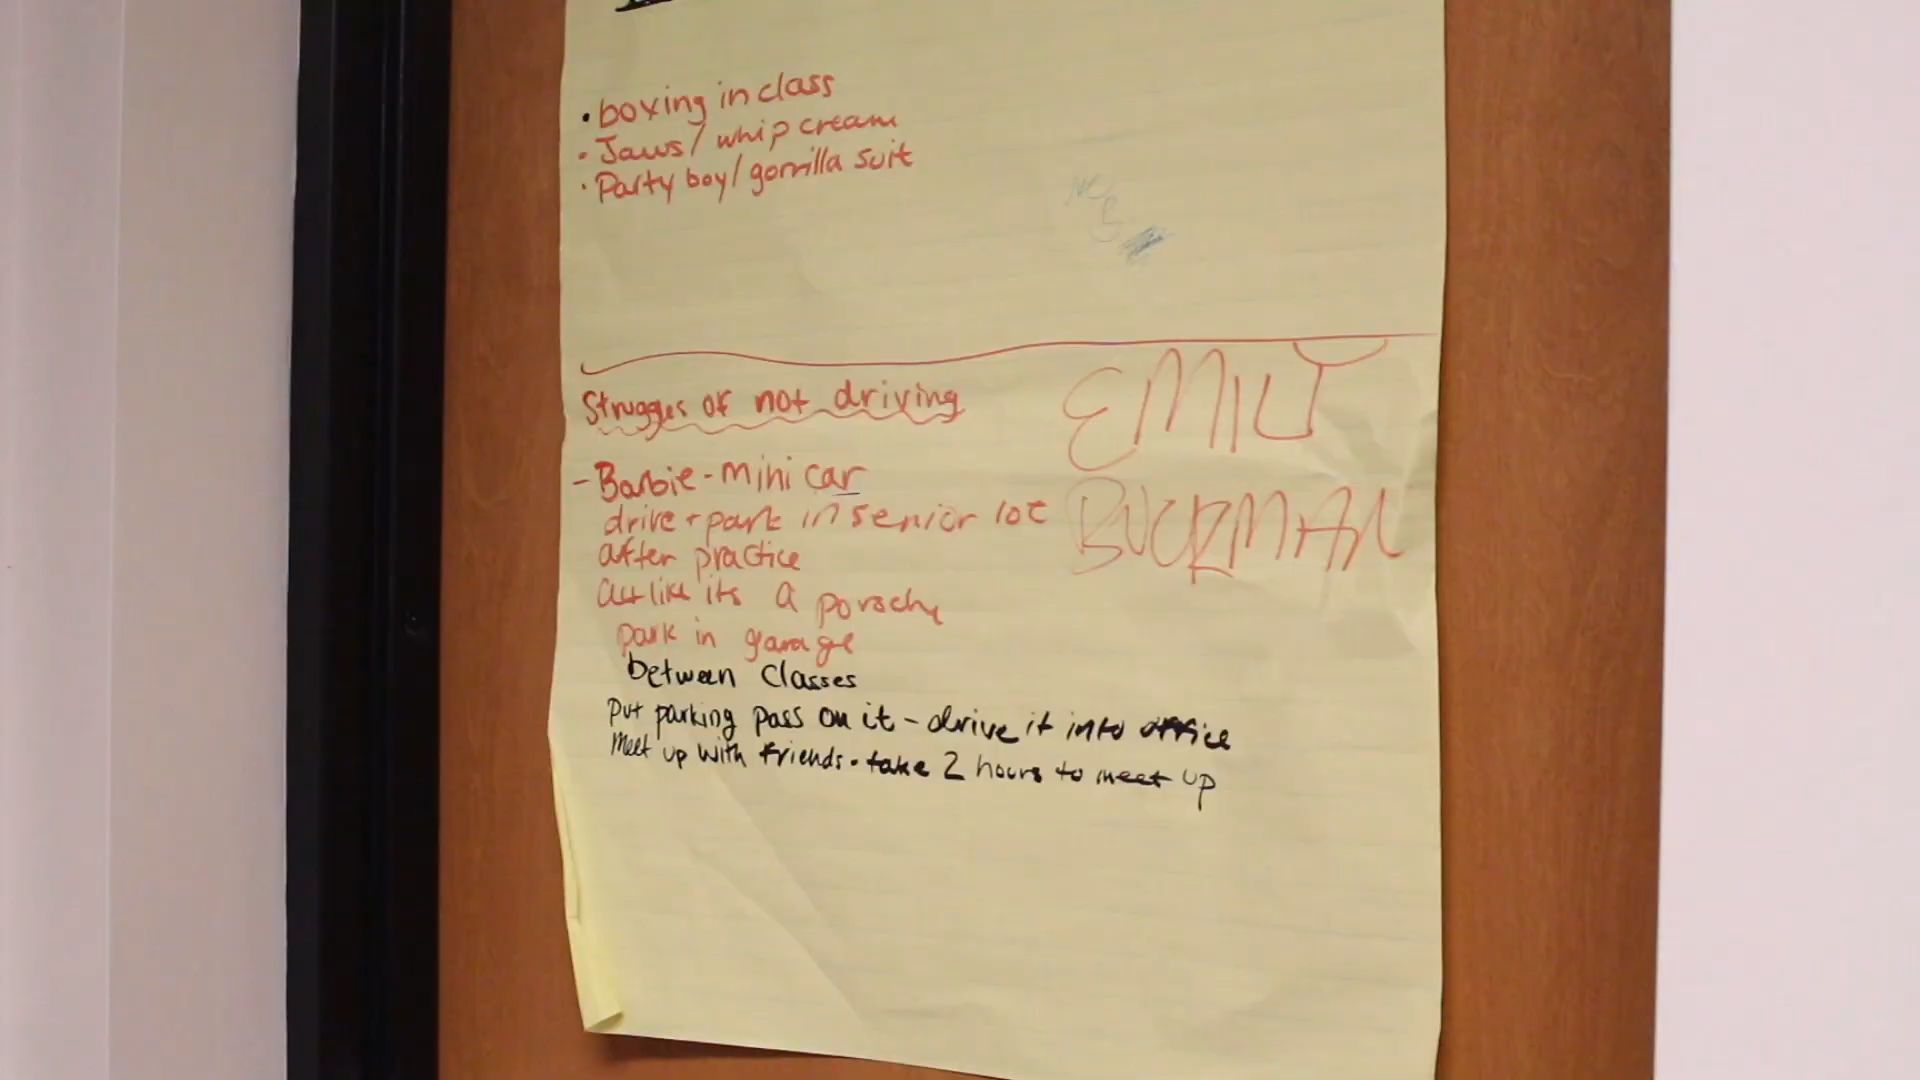 • boxing in class
• Jaws / whip cream
• Party boy / gorrilla suit
Struggles of not driving
EMILY
BUCKMAN
- Barbie - mini car
drive + park in senior lot
after practice
act like its a porsche
park in garage
between classes
put parking pass on it - drive it into office
Meet up with friends • take 2 hours to meet up